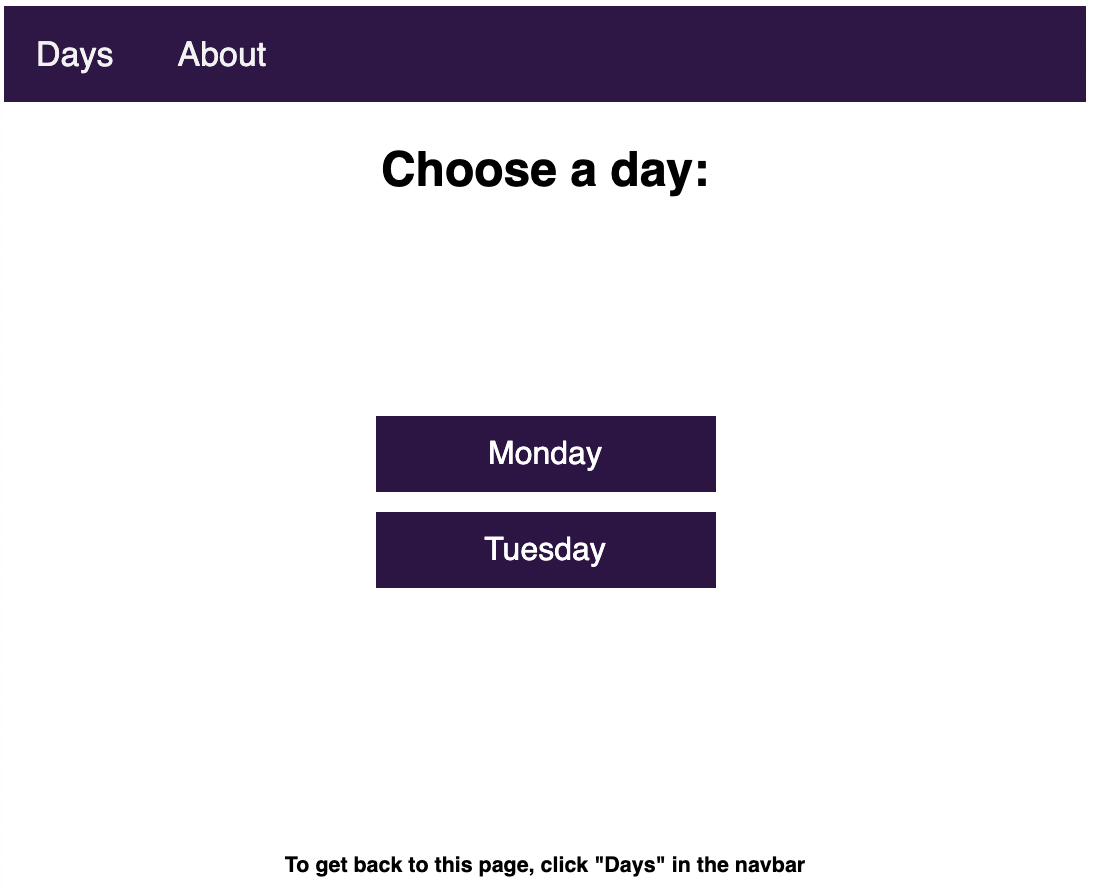 Days About
Choose a day:
Monday
Tuesday
To get back to this page, click "Days" in the navbar